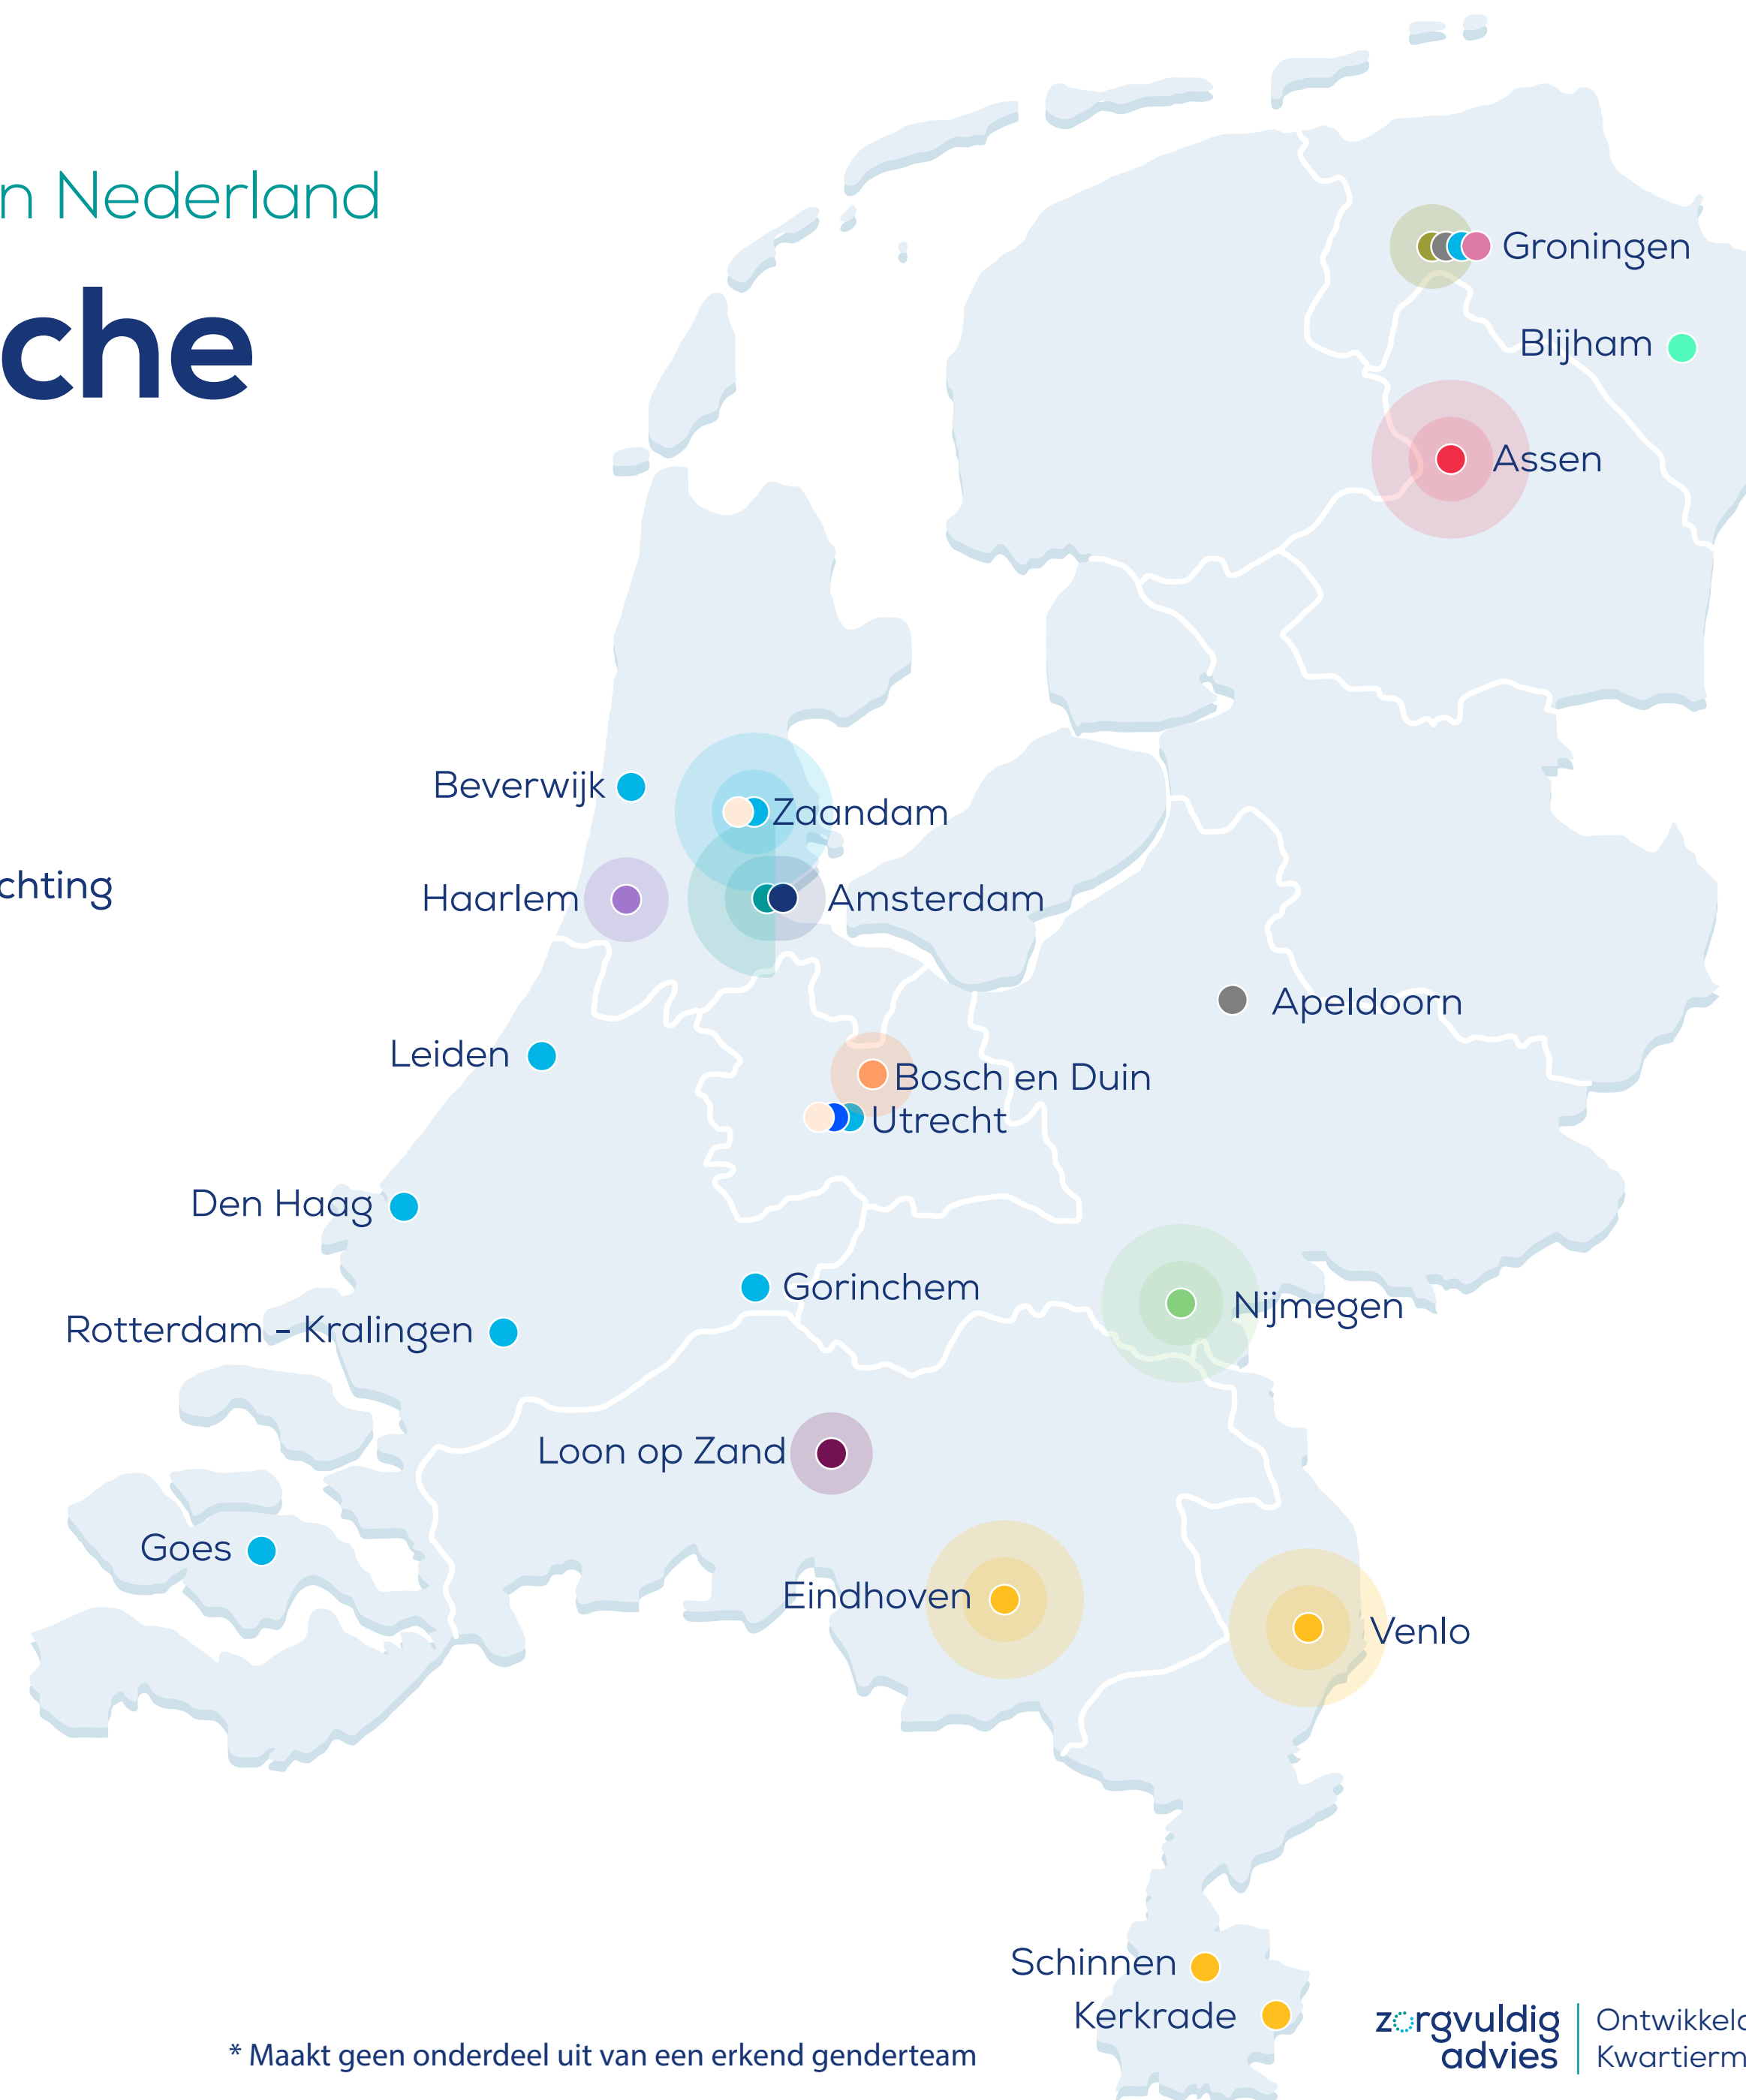 n Nederland
che
Groningen
Blijham
Assen
Beverwijk
Zaandam
chting
Haarlem
Amsterdam
Apeldoorn
Leiden
Bosch en Duin
Utrecht
Den Haag
Gorinchem
Nijmegen
Rotterdam - Kralingen
Loon op Zand
Goes
Eindhoven
Venlo
Schinnen
Kerkrade
* Maakt geen onderdeel uit van een erkend genderteam
zorgvuldig
advies
Ontwikkeld
Kwartierm